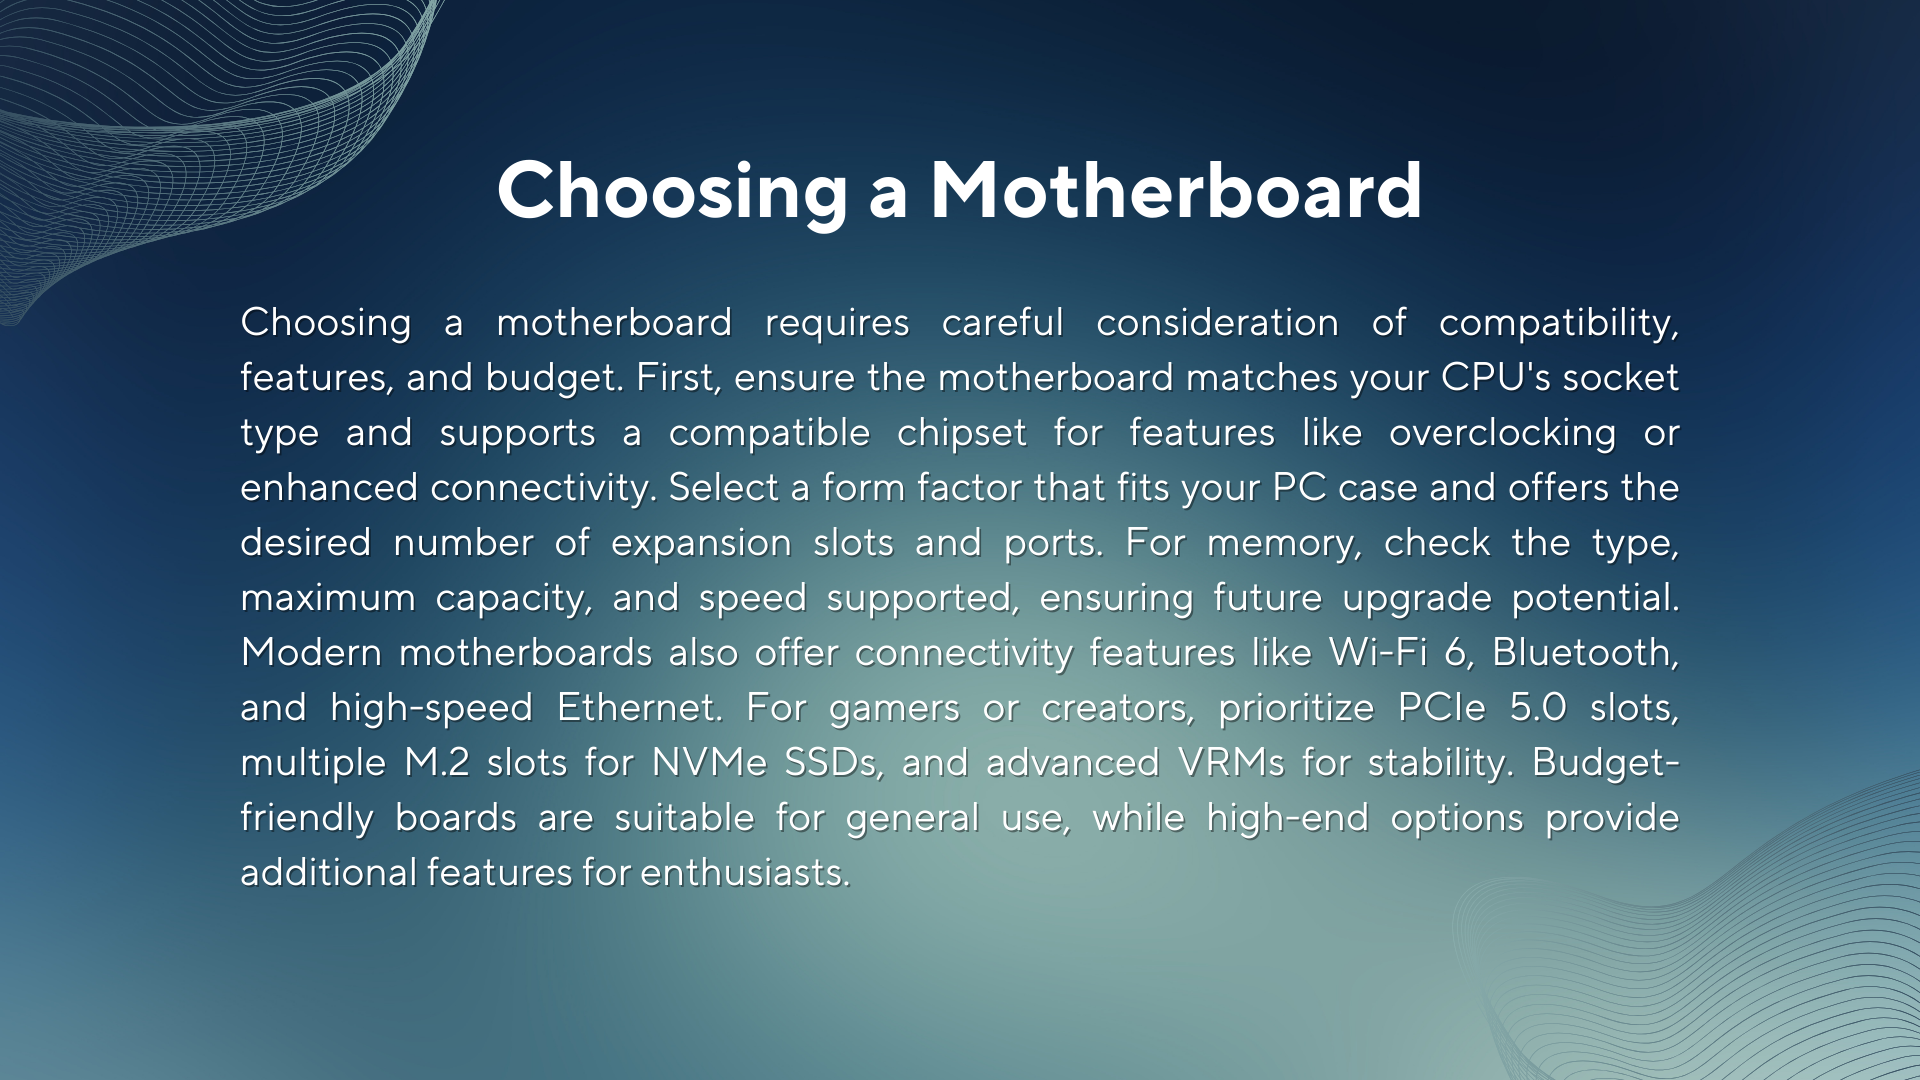 Choosing a Motherboard
Choosing a motherboard requires careful consideration of compatibility,
features, and budget. First, ensure the motherboard matches your CPU's socket
type and supports a compatible chipset for features like overclocking or
enhanced connectivity. Select a form factor that fits your PC case and offers the
desired number of expansion slots and ports. For memory, check the type,
maximum capacity, and speed supported, ensuring future upgrade potential.
Modern motherboards also offer connectivity features like Wi-Fi 6, Bluetooth,
and high-speed Ethernet. For gamers or creators, prioritize PCIe 5.0 slots,
multiple M.2 slots for NVMe SSDs, and advanced VRMs for stability. Budget-
friendly boards are suitable for general use, while high-end options provide
additional features for enthusiasts.